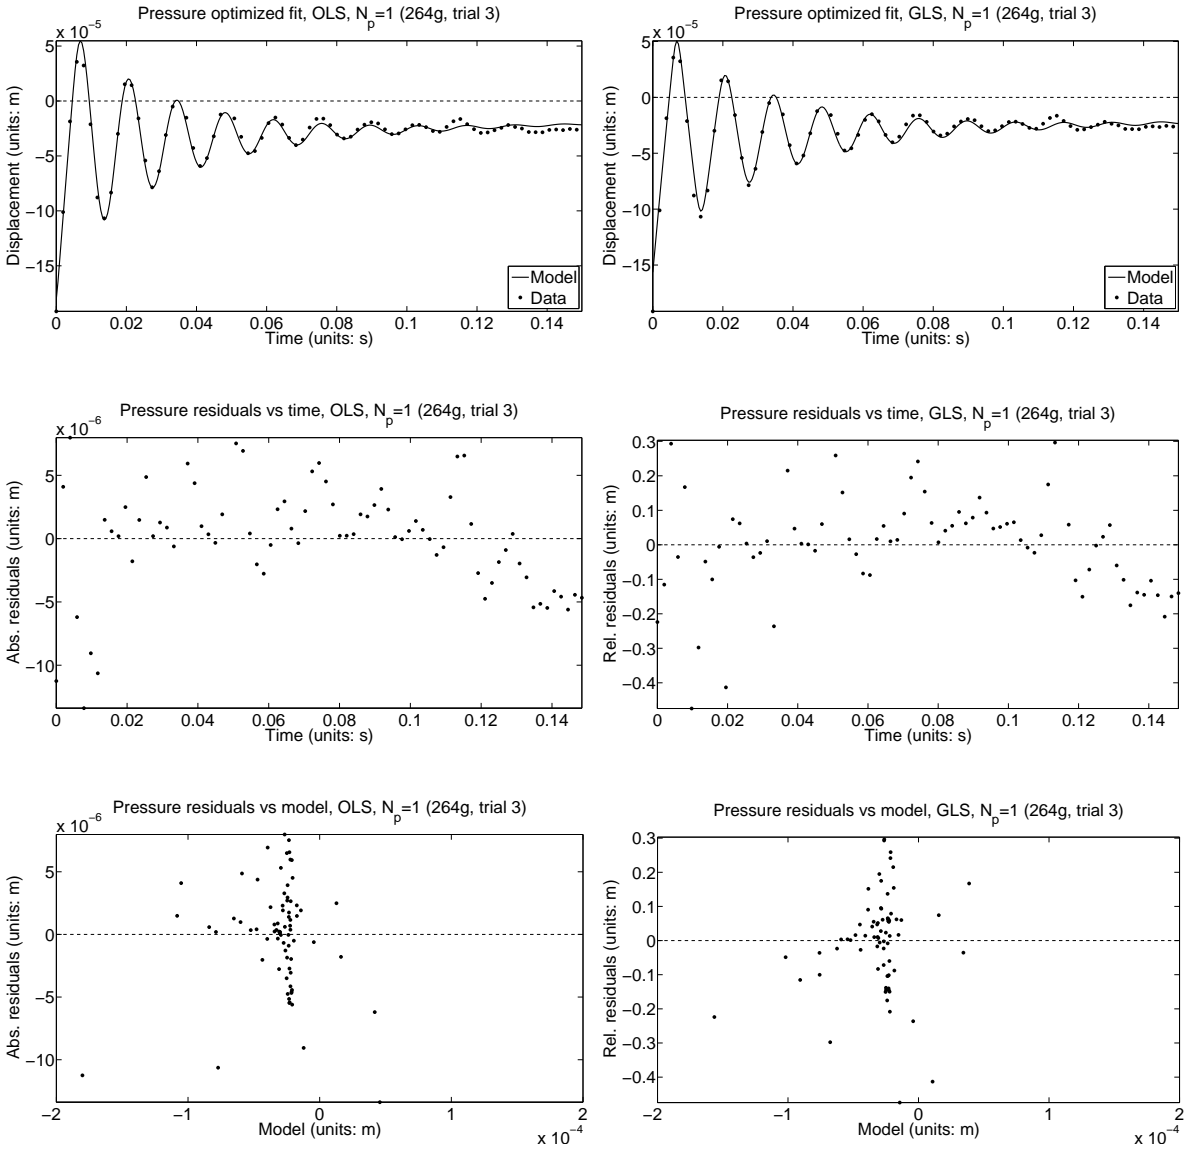 Pressure optimized fit, OLS, N_p=1 (264g, trial 3)
x 10^−5
Displacement (units: m)
5
0
−5
−10
−15
0 0.02 0.04 0.06 0.08 0.1 0.12 0.14
Time (units: s)
Model
Data
Pressure optimized fit, GLS, N_p=1 (264g, trial 3)
x 10^−5
Displacement (units: m)
5
0
−5
−10
−15
0 0.02 0.04 0.06 0.08 0.1 0.12 0.14
Time (units: s)
Model
Data
Pressure residuals vs time, OLS, N_p=1 (264g, trial 3)
x 10^−6
Abs. residuals (units: m)
5
0
−5
−10
0 0.02 0.04 0.06 0.08 0.1 0.12 0.14
Time (units: s)
Pressure residuals vs time, GLS, N_p=1 (264g, trial 3)
Rel. residuals (units: m)
0.3
0.2
0.1
0
−0.1
−0.2
−0.3
−0.4
0 0.02 0.04 0.06 0.08 0.1 0.12 0.14
Time (units: s)
Pressure residuals vs model, OLS, N_p=1 (264g, trial 3)
x 10^−6
Abs. residuals (units: m)
5
0
−5
−10
−2 −1 0 1 2
Model (units: m)
x 10^−4
Pressure residuals vs model, GLS, N_p=1 (264g, trial 3)
Rel. residuals (units: m)
0.3
0.2
0.1
0
−0.1
−0.2
−0.3
−0.4
−2 −1 0 1 2
Model (units: m)
x 10^−4